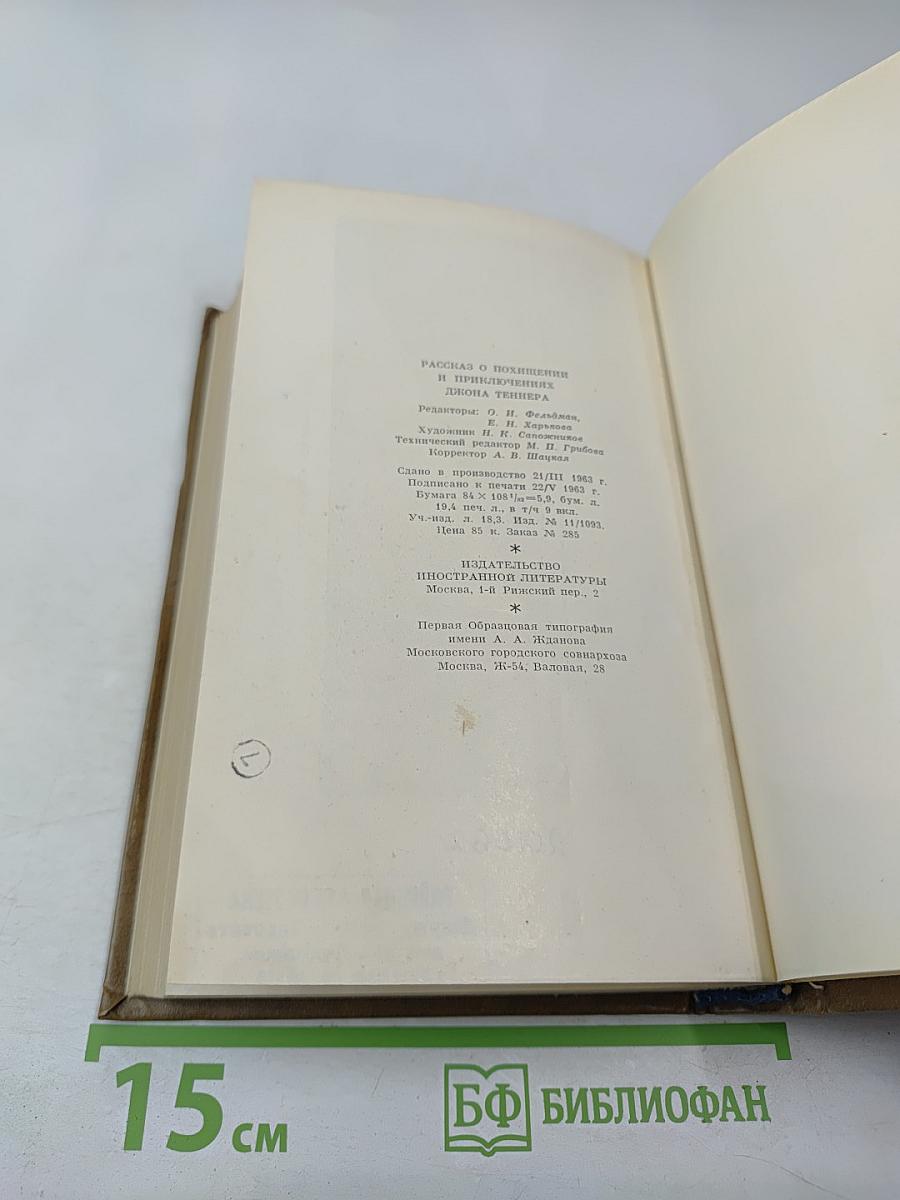 РАССКАЗ О ПОХИЩЕНИИ
И ПРИКЛЮЧЕНИЯХ
ДЖОНА ТЕННЕРА
Редакторы: О. И. Фельдман,
Е. Н. Харькова
Художник Н. К. Сапожников
Технический редактор М. П. Грибова
Корректор А. В. Шацкая
Сдано в производство 21/III 1963 г.
Подписано к печати 22/V 1963 г.
Бумага 84 × 108¹/₃₂=5,9, бум. л.
19,4 печ. л., в т/ч 9 вкл.
Уч.-изд. л. 18,3. Изд. № 11/1093.
Цена 85 к. Заказ № 285
*
ИЗДАТЕЛЬСТВО
ИНОСТРАННОЙ ЛИТЕРАТУРЫ
Москва, 1-й Рижский пер., 2
*
Первая Образцовая типография
имени А. А. Жданова
Московского городского совнархоза
Москва, Ж-54, Валовая, 28
15 см
БФ БИБЛИОФАН